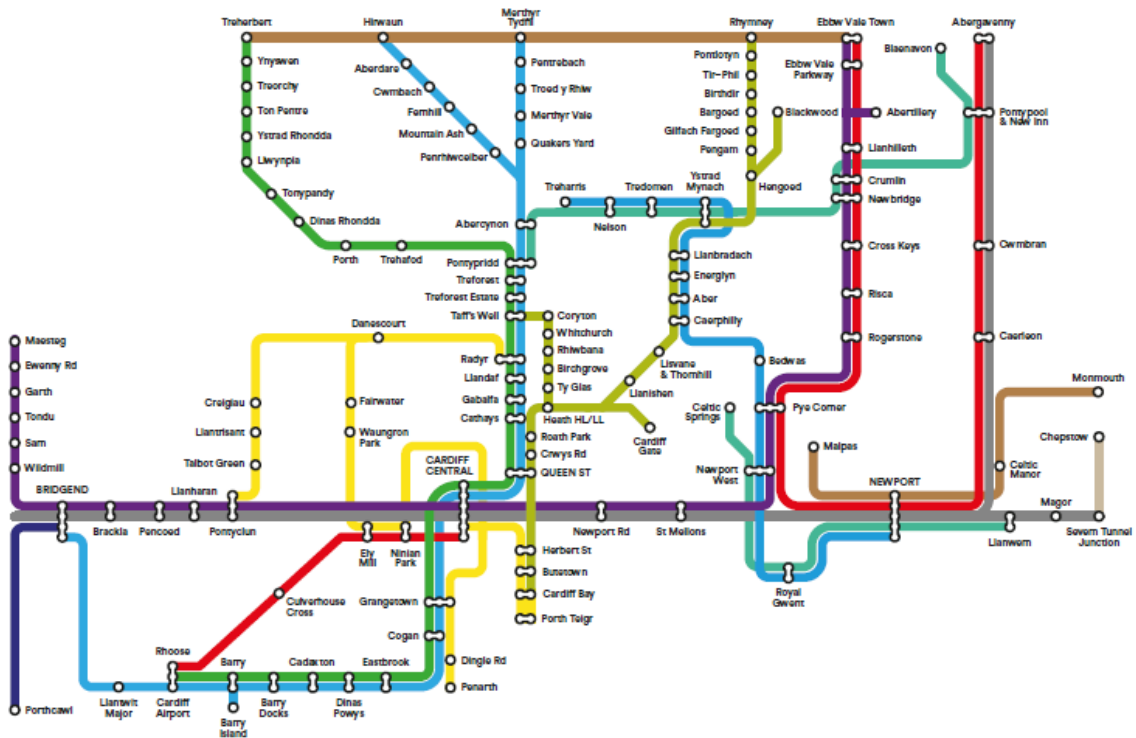 Treherbert
Hirwaun
Merthyr
Tydfil
Rhymney
Ebbw Vale Town
Abergavenny
Ynyswen
Treorchy
Ton Pentre
Ystrad Rhondda
Llwynpia
Tonypandy
Dinas Rhondda
Porth
Trehafod
Aberdare
Cwmbach
Fernhill
Mountain Ash
Penrhiwceiber
Pentrebach
Troed y Rhiw
Merthyr Vale
Quakers Yard
Abercynon
Pontypridd
Treforest
Treforest Estate
Taff's Well
Radyr
Llandaf
Gabalfa
Cathays
QUEEN ST
Pontlotyn
Tir-Phil
Birthdir
Bargoed
Gilfach Fargoed
Pengam
Hengoed
Blackwood
Abertillery
Blaenavon
Ebbw Vale
Parkway
Pontypool
& New Inn
Llanhilleth
Crumlin
Newbridge
Cross Keys
Risca
Rogerstone
Cwmbran
Caerleon
Treharris
Tredomen
Ystrad
Mynach
Nelson
Llanbradach
Energlyn
Aber
Caerphilly
Lisvane
& Thornhill
Llanishen
Cardiff
Gate
Bedwas
Pye Corner
Celtic
Springs
Newport
West
Coryton
Whitchurch
Rhiwbana
Birchgrove
Ty Glas
Heath HL/LL
Roath Park
Crwys Rd
Danescourt
Creigiau
Llantrisant
Talbot Green
Fairwater
Waungron
Park
CARDIFF
CENTRAL
Maesteg
Ewenny Rd
Garth
Tondu
Sarn
Wildmill
BRIDGEND
Brackla
Pencoed
Llanharan
Pontyclun
Ely
Mill
Ninian
Park
Newport Rd
St Mellons
Malpas
NEWPORT
Monmouth
Chepstow
Celtic
Manor
Magor
Llanwern
Severn Tunnel
Junction
Royal
Gwent
Herbert St
Butetown
Cardiff Bay
Porth Teigr
Culverhouse
Cross
Grangetown
Cogan
Dingle Rd
Penarth
Rhoose
Cardiff
Airport
Barry
Barry
Island
Cadaxton
Barry
Docks
Eastbrook
Dinas
Powys
Llantwit
Major
Porthcawl